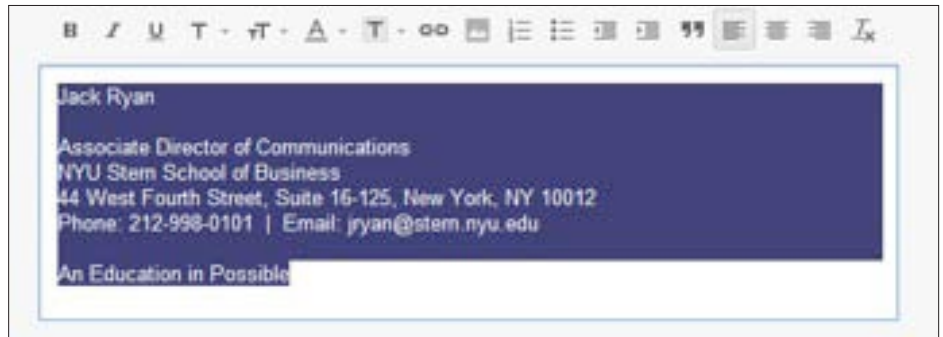 Jack Ryan
Associate Director of Communications
NYU Stern School of Business
44 West Fourth Street, Suite 16-125, New York, NY 10012
Phone: 212-998-0101 | Email: jryan@stern.nyu.edu
An Education in Possible